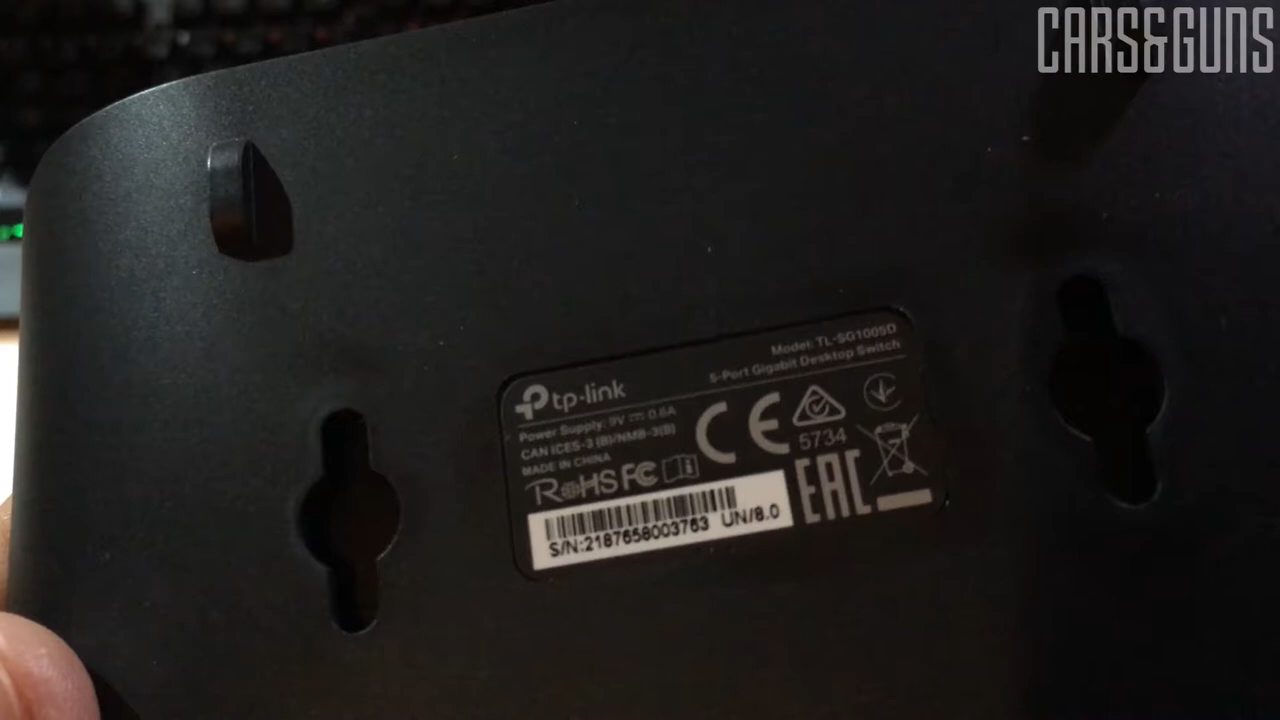 CARS&GUNS
Model: TL-SG1005D
5-Port Gigabit Desktop Switch
tp-link
Power Supply: 9V ⎓ 0.6A
CAN ICES-3 (B)/NMB-3(B)
MADE IN CHINA
RoHS FC
CE
5734
EAC
S/N:2187658003763 UN/8.0